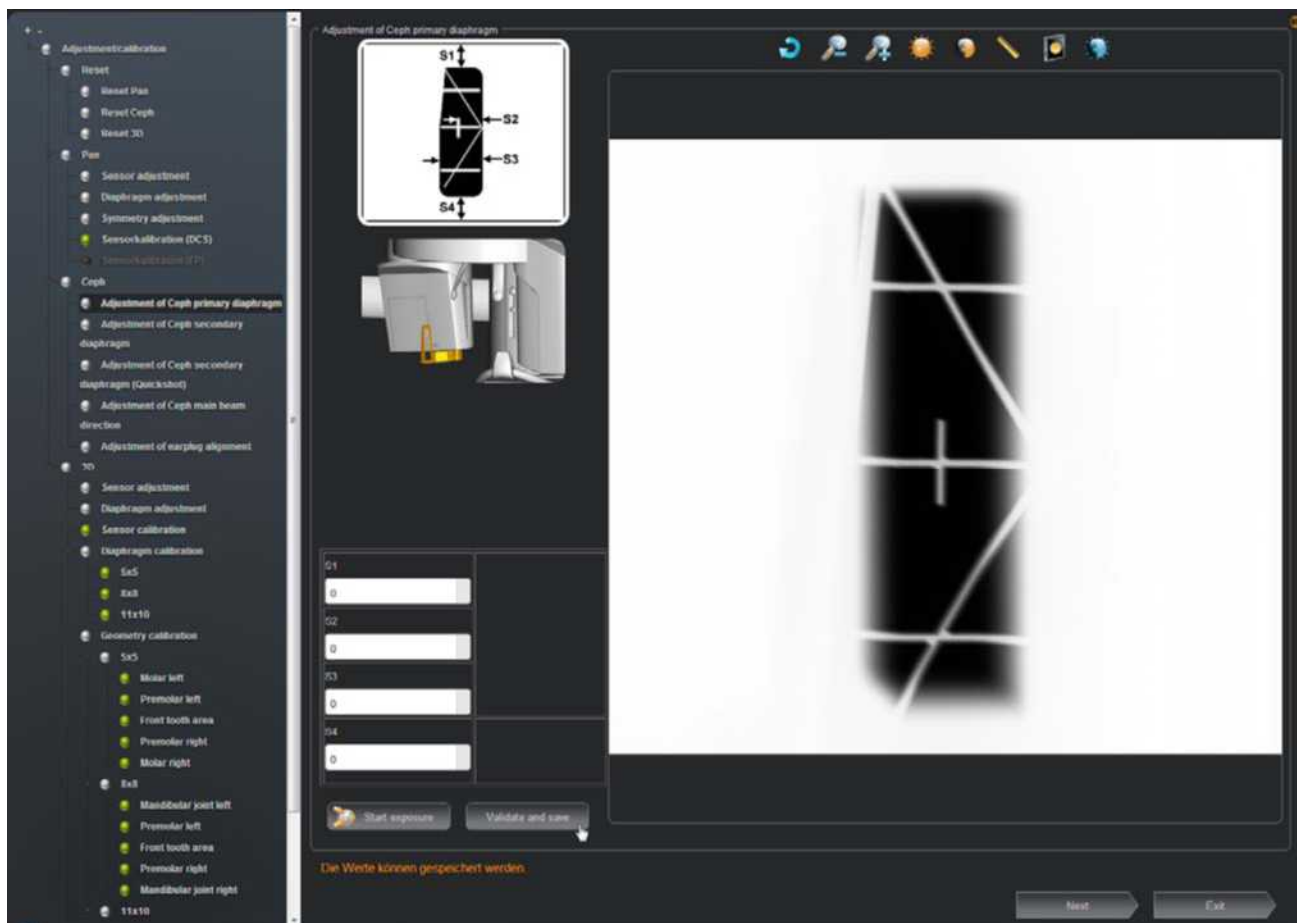 + -
Adjustment/calibration
Reset
Reset Pan
Reset Ceph
Reset 3D
Pan
Sensor adjustment
Diaphragm adjustment
Symmetry adjustment
Sensorkalibration (DCS)
Sensorkalibration (FP)
Ceph
Adjustment of Ceph primary diaphragm
Adjustment of Ceph secondary
diaphragm
Adjustment of Ceph secondary
diaphragm (Quickshot)
Adjustment of Ceph main beam
direction
Adjustment of earplug alignment
3D
Sensor adjustment
Diaphragm adjustment
Sensor calibration
Diaphragm calibration
5x5
8x8
11x10
Geometry calibration
5x5
Molar left
Premolar left
Front tooth area
Premolar right
Molar right
8x8
Mandibular joint left
Premolar left
Front tooth area
Premolar right
Mandibular joint right
11x10
Adjustment of Ceph primary diaphragm
S1
S2
S3
S4
S1
0
S2
0
S3
0
S4
0
Start exposure
Validate and save
Die Werte können gespeichert werden.
Next
Exit